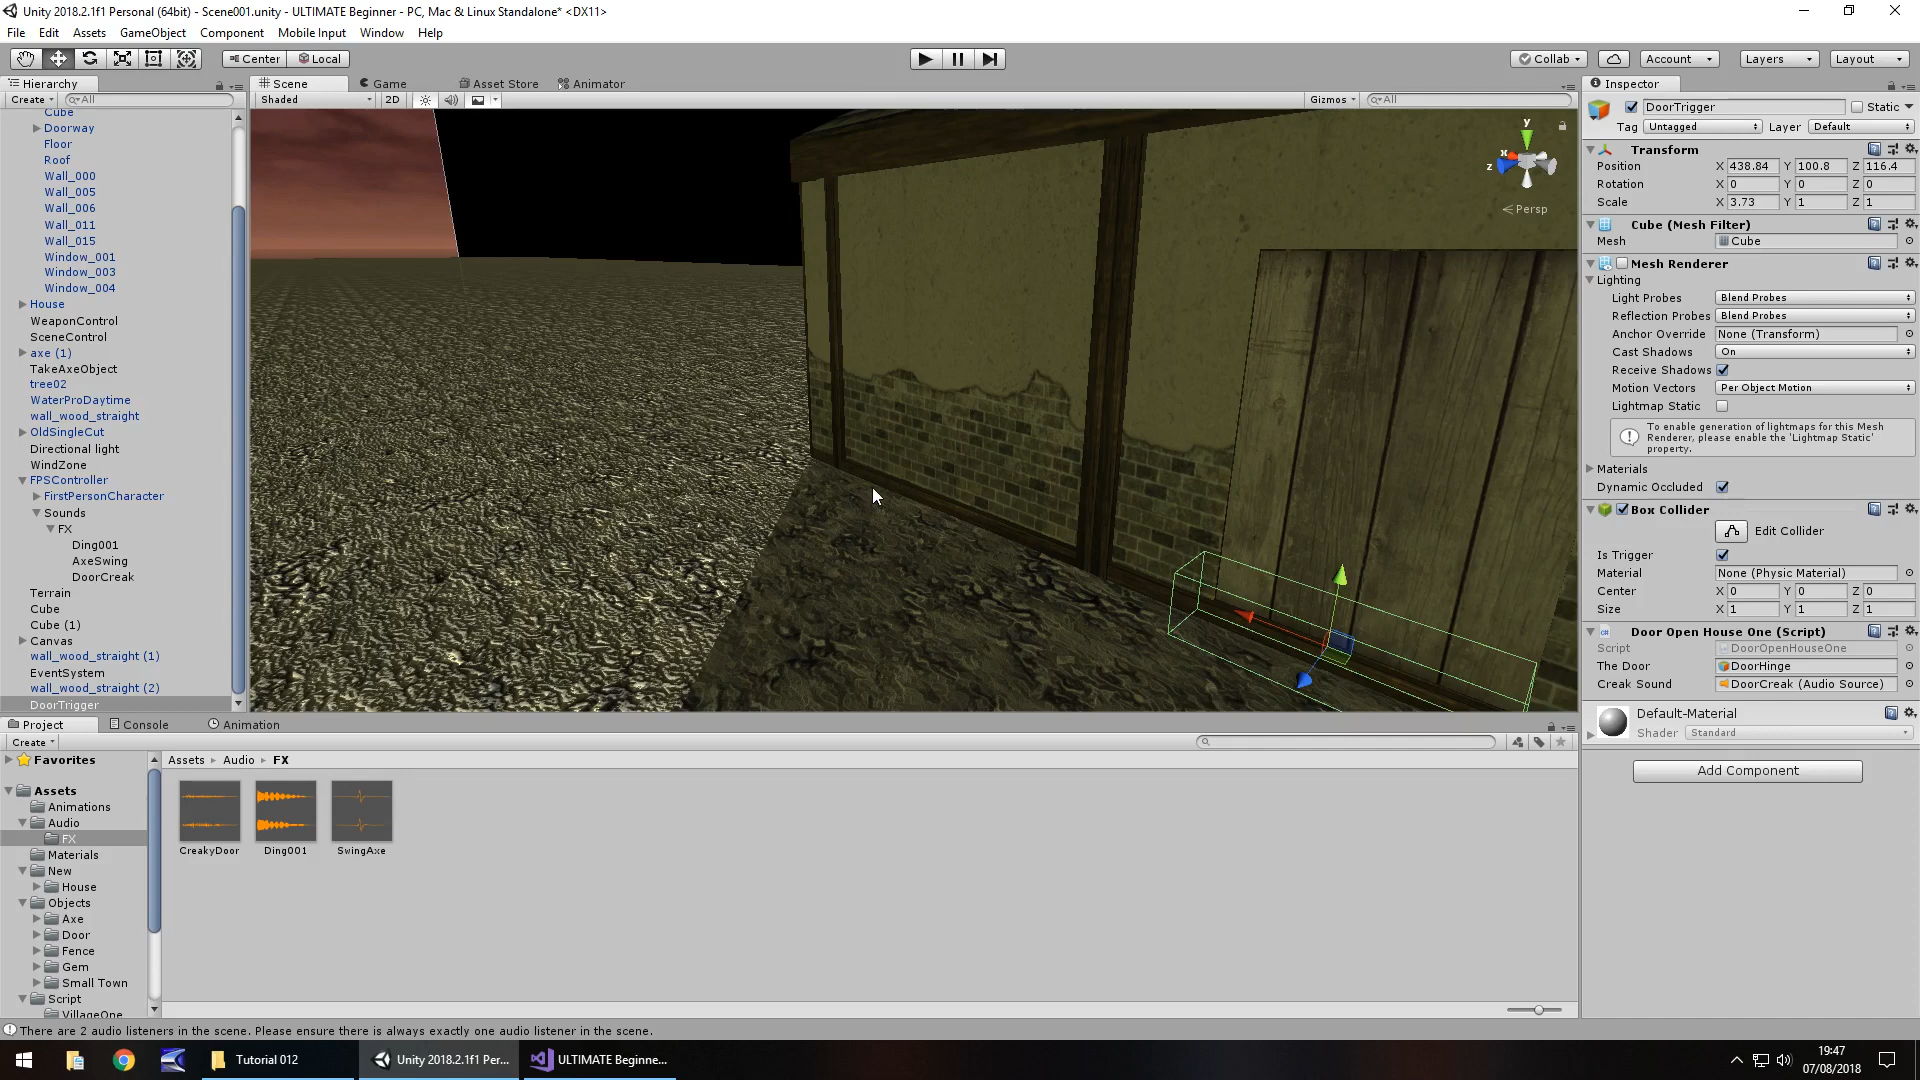 Unity 2018.2.1f1 Personal (64bit) - Scene001.unity - ULTIMATE Beginner - PC, Mac & Linux Standalone* <DX11>
File Edit Assets GameObject Component Mobile Input Window Help
Center Local Collab Account Layers Layout
Hierarchy
Create All
Cube
Doorway
Floor
Roof
Wall_000
Wall_005
Wall_006
Wall_011
Wall_015
Window_001
Window_003
Window_004
House
WeaponControl
SceneControl
axe (1)
TakeAxeObject
tree02
WaterProDaytime
wall_wood_straight
OldSingleCut
Directional light
WindZone
FPSController
FirstPersonCharacter
Sounds
FX
Ding001
AxeSwing
DoorCreak
Terrain
Cube
Cube (1)
Canvas
wall_wood_straight (1)
EventSystem
wall_wood_straight (2)
DoorTrigger
Scene Game Asset Store Animator
Shaded 2D Gizmos All
y
x
z
Persp
Inspector
DoorTrigger Static
Tag Untagged Layer Default
Transform
Position X 438.84 Y 100.8 Z 116.4
Rotation X 0 Y 0 Z 0
Scale X 3.73 Y 1 Z 1
Cube (Mesh Filter)
Mesh Cube
Mesh Renderer
Lighting
Light Probes Blend Probes
Reflection Probes Blend Probes
Anchor Override None (Transform)
Cast Shadows On
Receive Shadows
Motion Vectors Per Object Motion
Lightmap Static
To enable generation of lightmaps for this Mesh
Renderer, please enable the 'Lightmap Static'
property.
Materials
Dynamic Occluded
Box Collider
Edit Collider
Is Trigger
Material None (Physic Material)
Center X 0 Y 0 Z 0
Size X 1 Y 1 Z 1
Door Open House One (Script)
Script DoorOpenHouseOne
The Door DoorHinge
Creak Sound DoorCreak (Audio Source)
Default-Material
Shader Standard
Add Component
Project Console Animation
Create
Favorites
Assets
Animations
Audio
FX
Materials
New
House
Objects
Axe
Door
Fence
Gem
Small Town
Script
VillageOne
Assets Audio FX
CreakyDoor Ding001 SwingAxe
There are 2 audio listeners in the scene. Please ensure there is always exactly one audio listener in the scene.
Tutorial 012 Unity 2018.2.1f1 Per... ULTIMATE Beginne...
19:47
07/08/2018